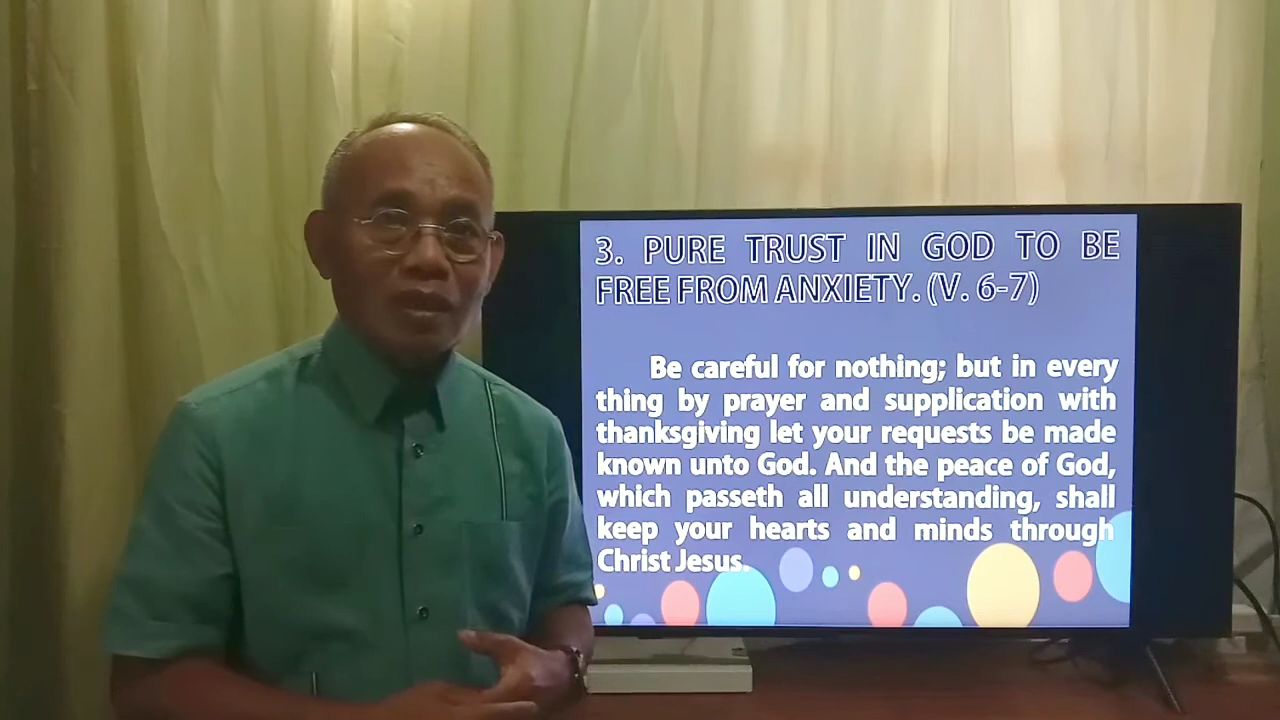 3. PURE TRUST IN GOD TO BE
FREE FROM ANXIETY. (V. 6-7)
Be careful for nothing; but in every
thing by prayer and supplication with
thanksgiving let your requests be made
known unto God. And the peace of God,
which passeth all understanding, shall
keep your hearts and minds through
Christ Jesus.